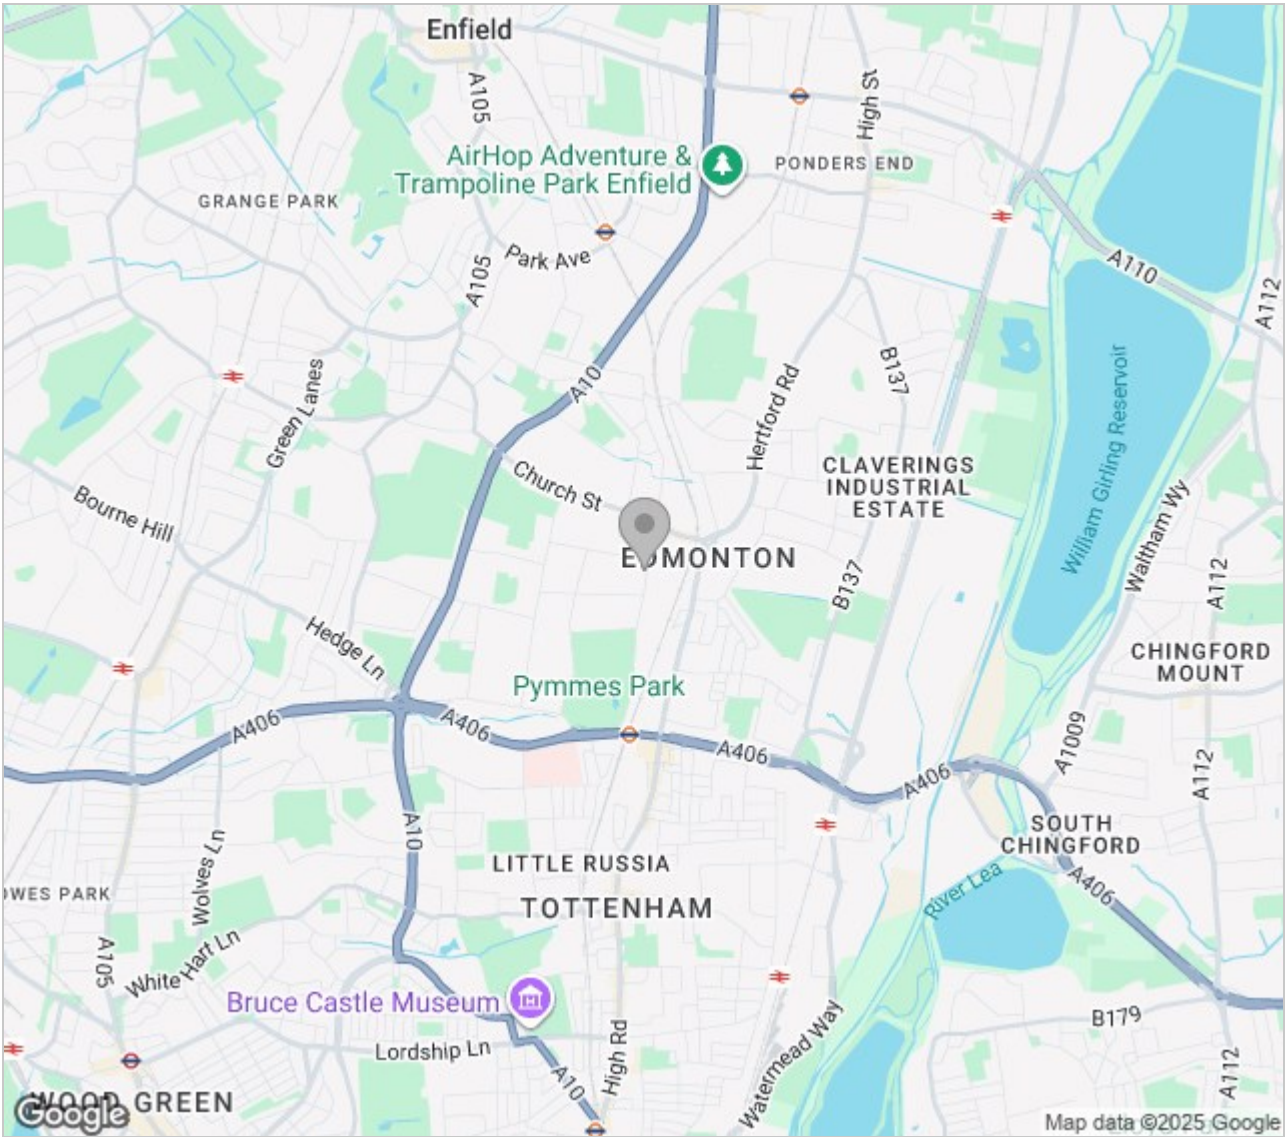 Enfield
A105
High St
AirHop Adventure &
Trampoline Park Enfield
PONDERS END
GRANGE PARK
Park Ave
A105
A110
A112
B137
A10
Green Lanes
Hertford Rd
William Girling Reservoir
Church St
CLAVERINGS
INDUSTRIAL
ESTATE
Bourne Hill
Waltham Wy
EDMONTON
B137
A112
Hedge Ln
CHINGFORD
MOUNT
Pymmes Park
A406
A406
A406
A406
A1009
A112
A10
SOUTH
CHINGFORD
Wolves Ln
LITTLE RUSSIA
OWES PARK
TOTTENHAM
River Lea
A406
A105
White Hart Ln
Bruce Castle Museum
B179
Lordship Ln
High Rd
Watermead Way
A10
A112
WOOD GREEN
Google
Map data ©2025 Google